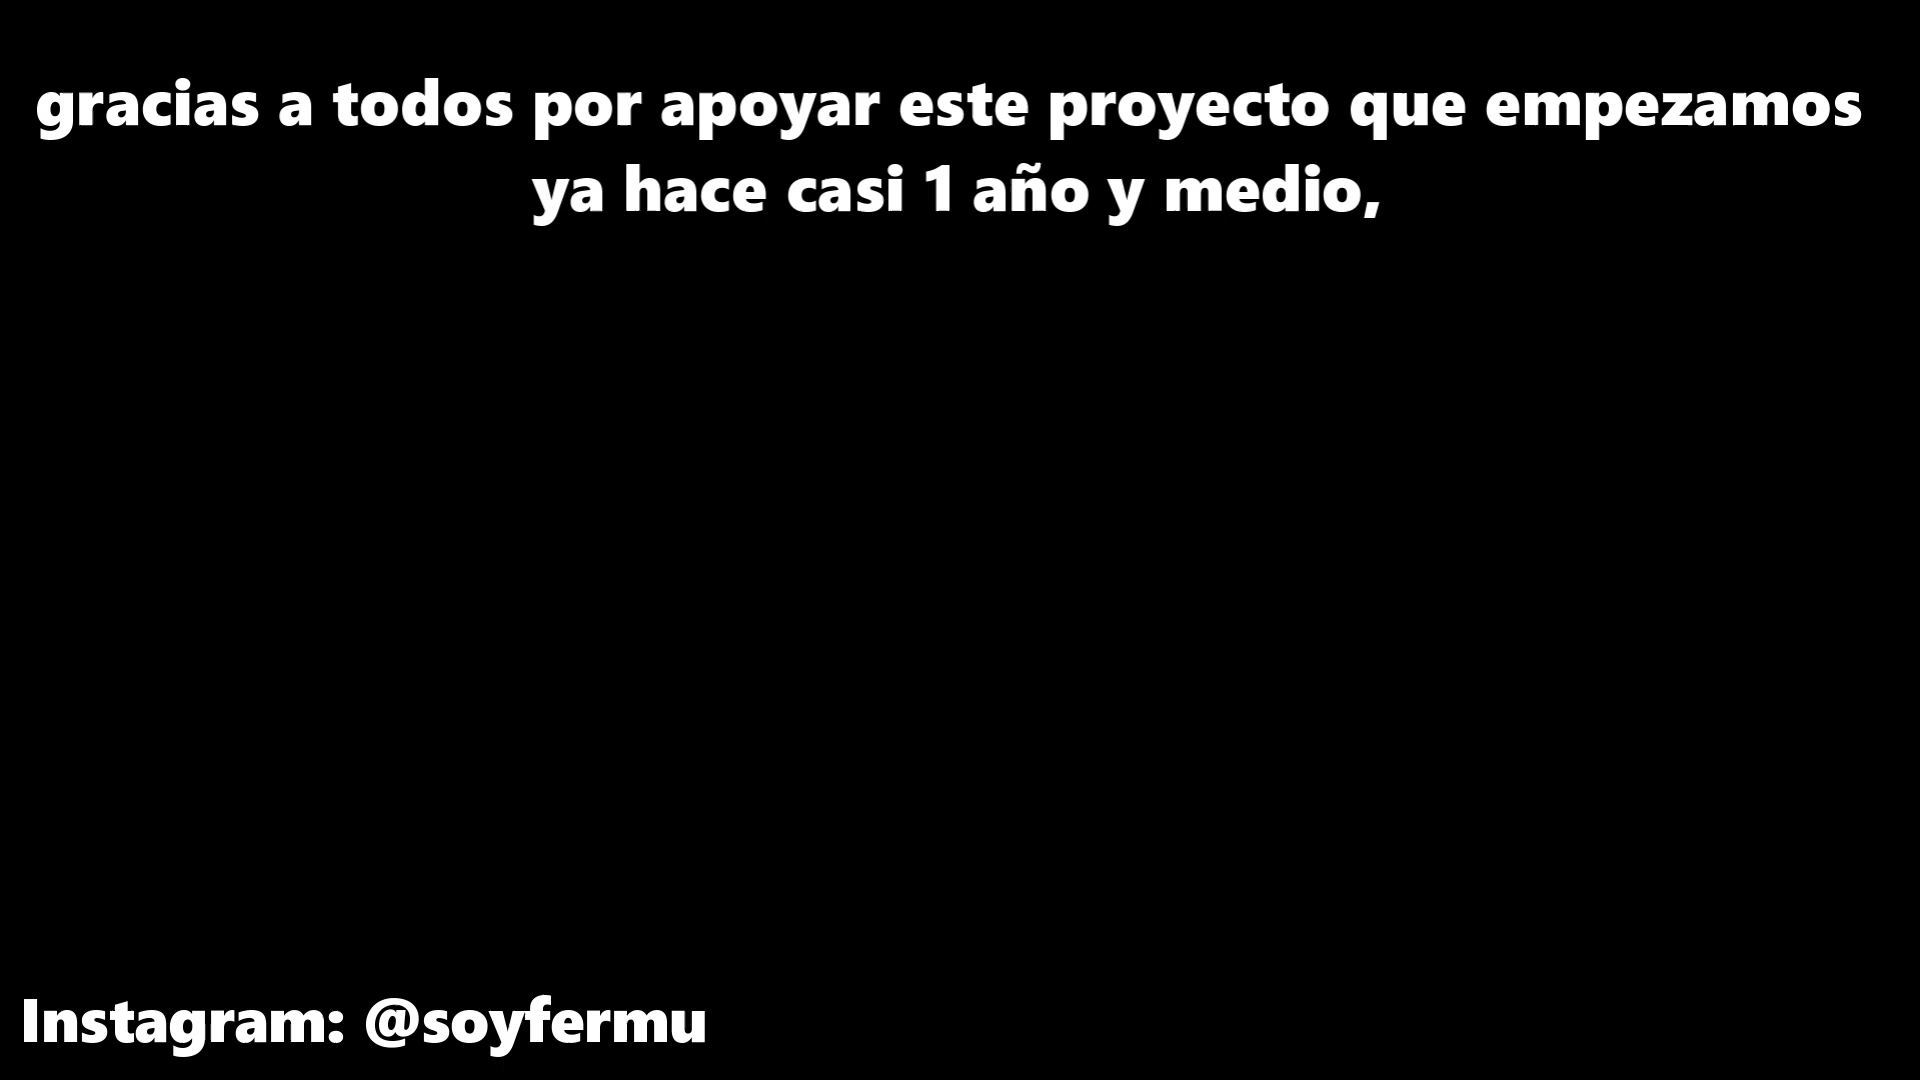 gracias a todos por apoyar este proyecto que empezamos
ya hace casi 1 año y medio,
Instagram: @soyfermu